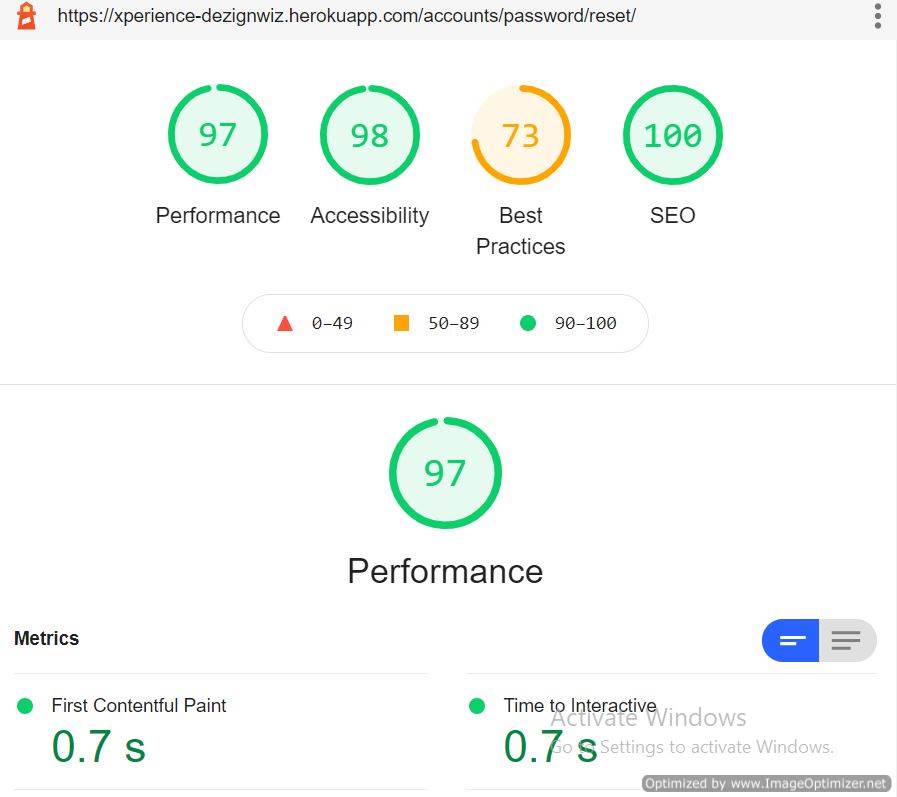 https://xperience-dezignwiz.herokuapp.com/accounts/password/reset/
97 98 73 100
Performance Accessibility Best Practices SEO
0–49 50–89 90–100
97
Performance
Metrics
First Contentful Paint
0.7 s
Time to Interactive
0.7 s
Activate Windows
Go to Settings to activate Windows.
Optimized by www.ImageOptimizer.net